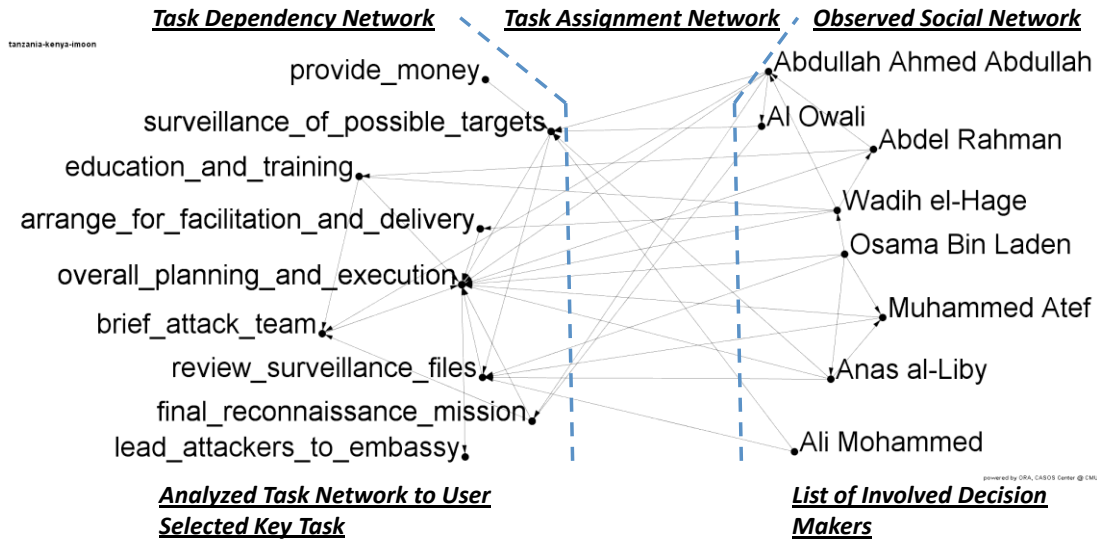 Task Dependency Network
Task Assignment Network
Observed Social Network
tanzania-kenya-imoon
provide_money
surveillance_of_possible_targets
education_and_training
arrange_for_facilitation_and_delivery
overall_planning_and_execution
brief_attack_team
review_surveillance_files
final_reconnaissance_mission
lead_attackers_to_embassy
Abdullah Ahmed Abdullah
Al Owali
Abdel Rahman
Wadih el-Hage
Osama Bin Laden
Muhammed Atef
Anas al-Liby
Ali Mohammed
powered by ORA, CASOS Center @ CMU
Analyzed Task Network to User
Selected Key Task
List of Involved Decision
Makers